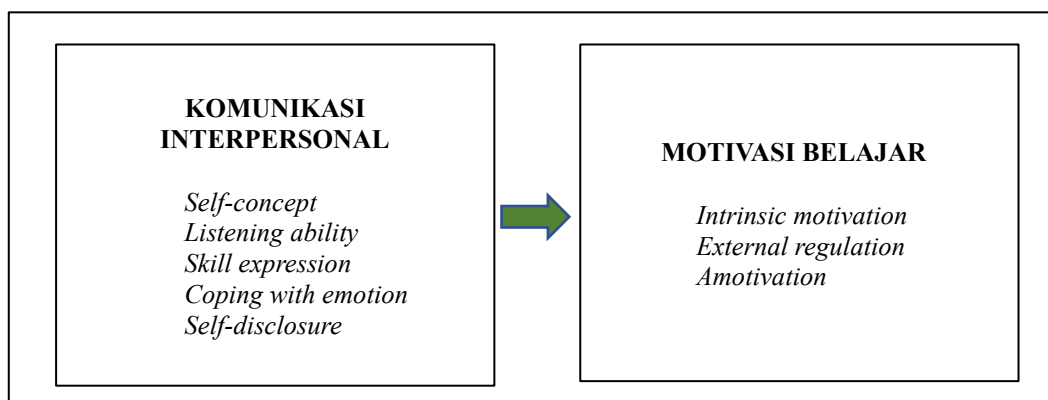 KOMUNIKASI
INTERPERSONAL
Self-concept
Listening ability
Skill expression
Coping with emotion
Self-disclosure
MOTIVASI BELAJAR
Intrinsic motivation
External regulation
Amotivation